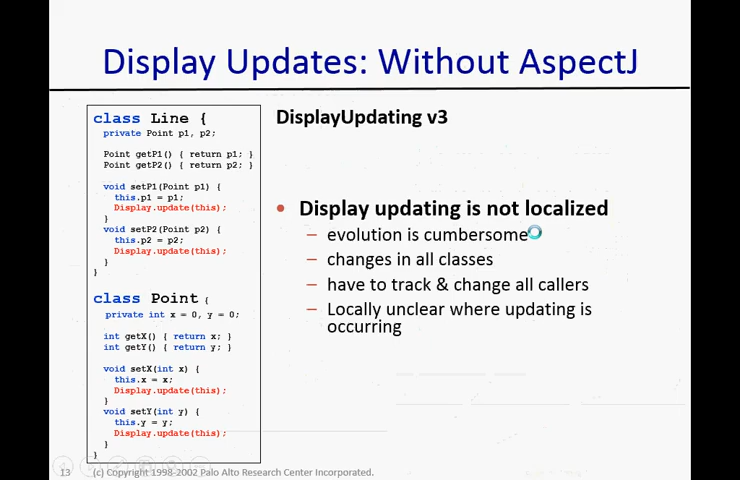 Display Updates: Without AspectJ
class Line {
private Point p1, p2;
Point getP1() { return p1; }
Point getP2() { return p2; }
void setP1(Point p1) {
this.p1 = p1;
Display.update(this);
}
void setP2(Point p2) {
this.p2 = p2;
Display.update(this);
}
}
class Point {
private int x = 0, y = 0;
int getX() { return x; }
int getY() { return y; }
void setX(int x) {
this.x = x;
Display.update(this);
}
void setY(int y) {
this.y = y;
Display.update(this);
}
}
DisplayUpdating v3
• Display updating is not localized
– evolution is cumbersome
– changes in all classes
– have to track & change all callers
– Locally unclear where updating is
occurring
13 (c) Copyright 1998-2002 Palo Alto Research Center Incorporated.